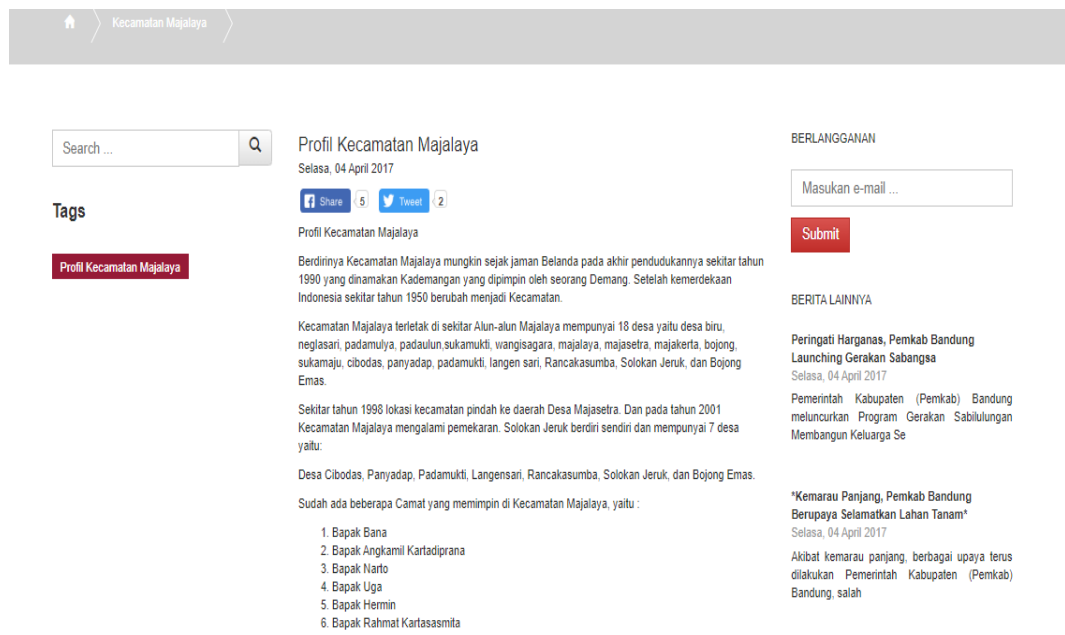 Kecamatan Majalaya
Search ...
Tags
Profil Kecamatan Majalaya
Profil Kecamatan Majalaya
Selasa, 04 April 2017
Share 5 Tweet 2
Profil Kecamatan Majalaya
Berdirinya Kecamatan Majalaya mungkin sejak jaman Belanda pada akhir pendudukannya sekitar tahun
1990 yang dinamakan Kademangan yang dipimpin oleh seorang Demang. Setelah kemerdekaan
Indonesia sekitar tahun 1950 berubah menjadi Kecamatan.
Kecamatan Majalaya terletak di sekitar Alun-alun Majalaya mempunyai 18 desa yaitu desa biru,
neglasari, padamulya, padaulun,sukamukti, wangisagara, majalaya, majasetra, majakerta, bojong,
sukamaju, cibodas, panyadap, padamukti, langen sari, Rancakasumba, Solokan Jeruk, dan Bojong
Emas.
Sekitar tahun 1998 lokasi kecamatan pindah ke daerah Desa Majasetra. Dan pada tahun 2001
Kecamatan Majalaya mengalami pemekaran. Solokan Jeruk berdiri sendiri dan mempunyai 7 desa
yaitu:
Desa Cibodas, Panyadap, Padamukti, Langensari, Rancakasumba, Solokan Jeruk, dan Bojong Emas.
Sudah ada beberapa Camat yang memimpin di Kecamatan Majalaya, yaitu :
1. Bapak Bana
2. Bapak Angkamil Kartadiprana
3. Bapak Narto
4. Bapak Uga
5. Bapak Hermin
6. Bapak Rahmat Kartasasmita
BERLANGGANAN
Masukan e-mail ...
Submit
BERITA LAINNYA
Peringati Harganas, Pemkab Bandung
Launching Gerakan Sabangsa
Selasa, 04 April 2017
Pemerintah Kabupaten (Pemkab) Bandung
meluncurkan Program Gerakan Sabilulungan
Membangun Keluarga Se
*Kemarau Panjang, Pemkab Bandung
Berupaya Selamatkan Lahan Tanam*
Selasa, 04 April 2017
Akibat kemarau panjang, berbagai upaya terus
dilakukan Pemerintah Kabupaten (Pemkab)
Bandung, salah